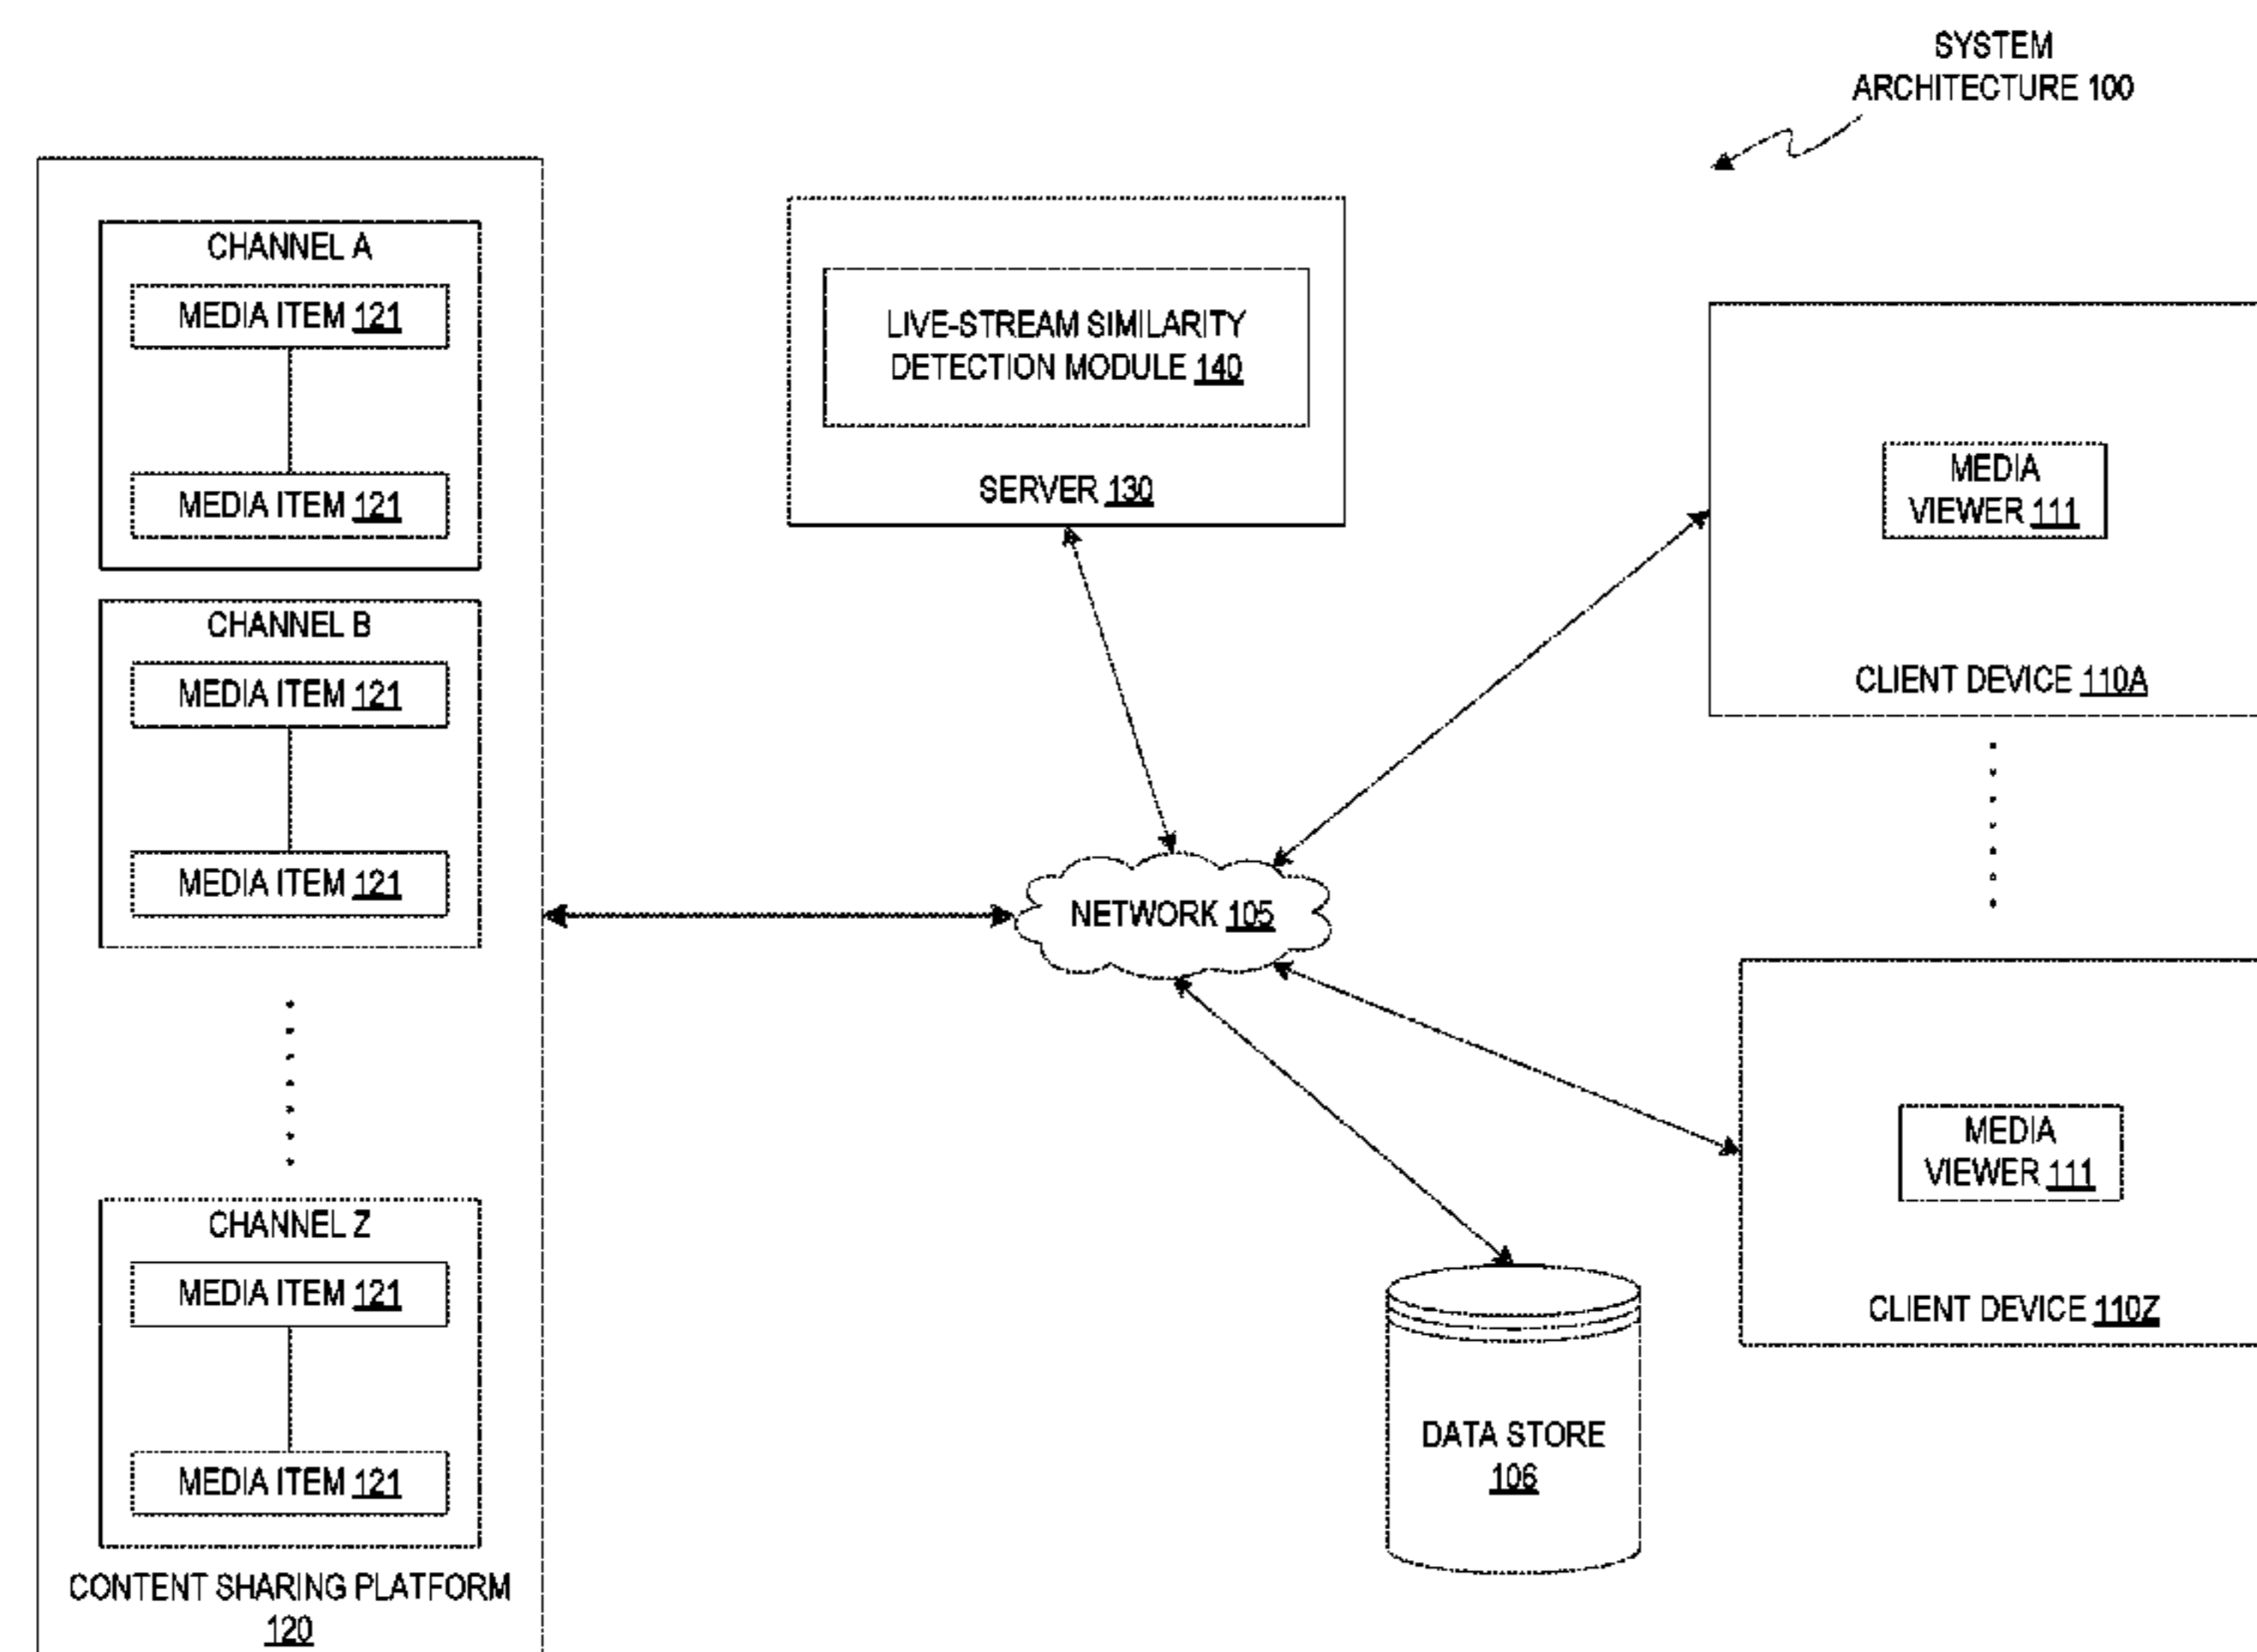 SYSTEM
ARCHITECTURE 100
CHANNEL A
MEDIA ITEM 121
MEDIA ITEM 121
CHANNEL B
MEDIA ITEM 121
MEDIA ITEM 121
CHANNEL Z
MEDIA ITEM 121
MEDIA ITEM 121
CONTENT SHARING PLATFORM
120
LIVE-STREAM SIMILARITY
DETECTION MODULE 140
SERVER 130
NETWORK 105
DATA STORE
106
MEDIA
VIEWER 111
CLIENT DEVICE 110A
MEDIA
VIEWER 111
CLIENT DEVICE 110Z